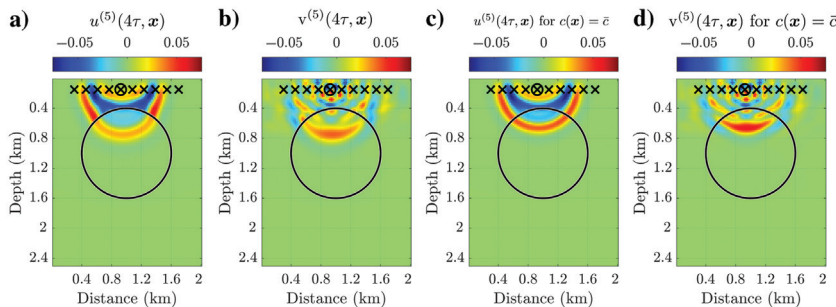 a) u⁽⁵⁾(4τ, x) b) v⁽⁵⁾(4τ, x) c) u⁽⁵⁾(4τ, x) for c(x) = c̄ d) v⁽⁵⁾(4τ, x) for c(x) = c̄
−0.05 0 0.05 −0.05 0 0.05 −0.05 0 0.05 −0.05 0 0.05
Depth (km) Depth (km) Depth (km) Depth (km)
0.4 0.4 0.4 0.4
0.8 0.8 0.8 0.8
1.2 1.2 1.2 1.2
1.6 1.6 1.6 1.6
2 2 2 2
2.4 2.4 2.4 2.4
0.4 0.8 1.2 1.6 2 0.4 0.8 1.2 1.6 2 0.4 0.8 1.2 1.6 2 0.4 0.8 1.2 1.6 2
Distance (km) Distance (km) Distance (km) Distance (km)